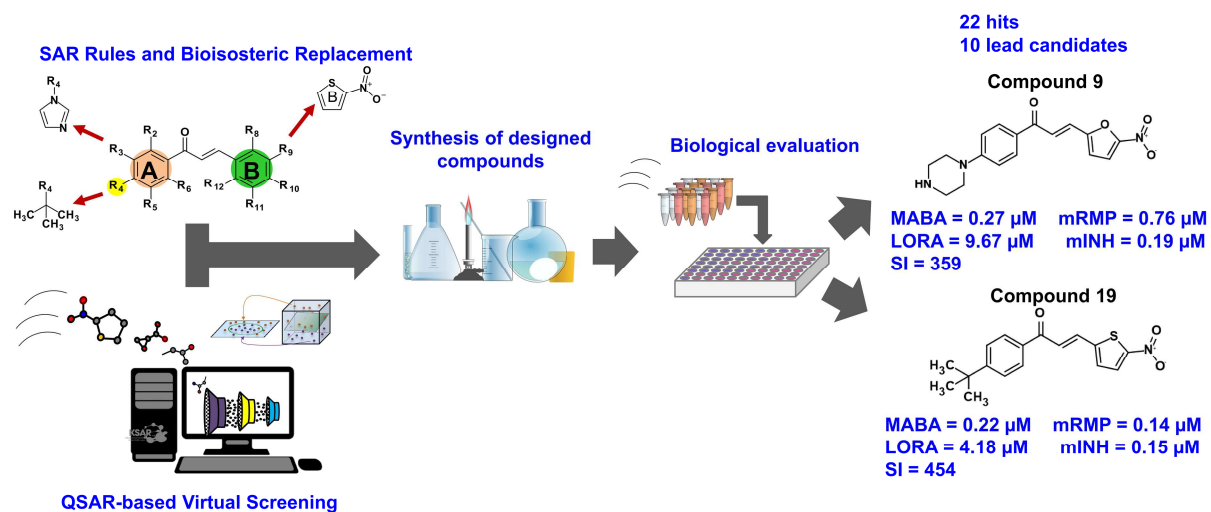 22 hits
10 lead candidates
SAR Rules and Bioisosteric Replacement
R4
N
N
S
B
N+
O
O−
R2
O
R8
R3
R9
A
B
R4
R4
R6
R12
R10
R5
R11
H3C
CH3
CH3
Synthesis of designed
compounds
Biological evaluation
Compound 9
O
O
N+
O
O-
N
HN
MABA = 0.27 µM mRMP = 0.76 µM
LORA = 9.67 µM mINH = 0.19 µM
SI = 359
Compound 19
O
S
N+
O
O-
H3C
H3C
CH3
MABA = 0.22 µM mRMP = 0.14 µM
LORA = 4.18 µM mINH = 0.15 µM
SI = 454
QSAR-based Virtual Screening